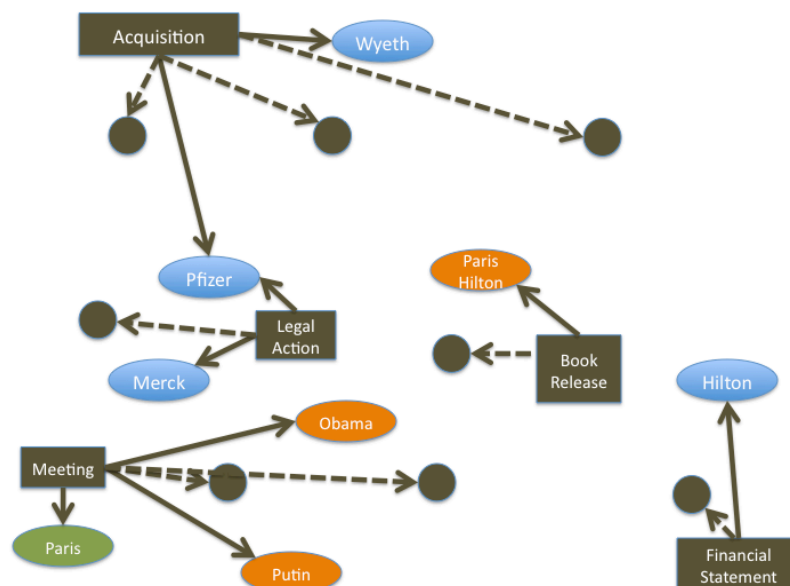 Acquisition
Wyeth
Pfizer
Paris
Hilton
Legal
Action
Book
Release
Merck
Hilton
Obama
Meeting
Paris
Putin
Financial
Statement